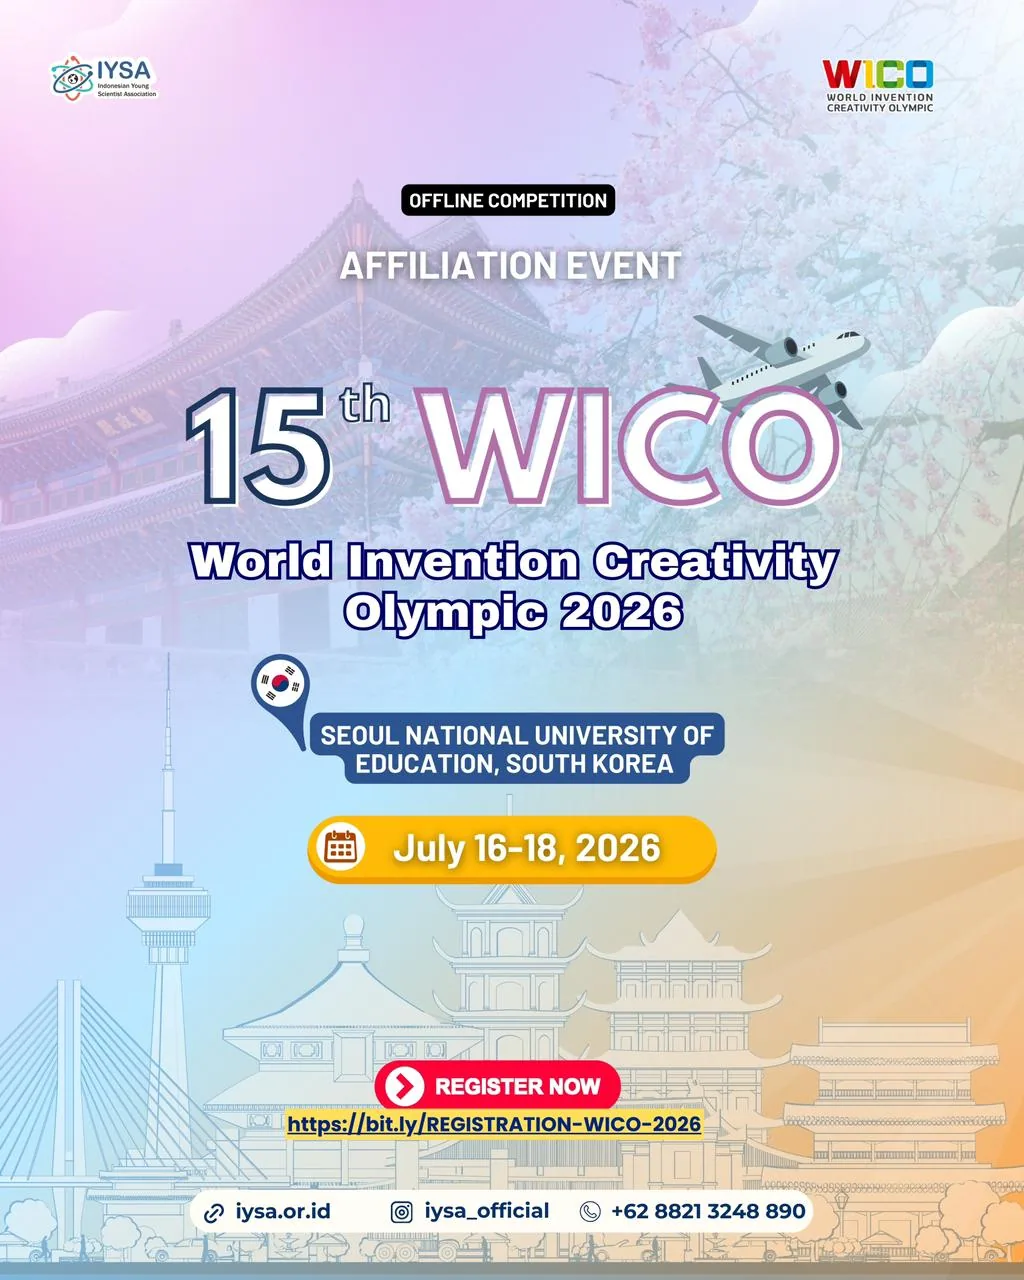 IYSA
Indonesian Young
Scientist Association
WICO
WORLD INVENTION
CREATIVITY OLYMPIC
OFFLINE COMPETITION
AFFILIATION EVENT
15th WICO
World Invention Creativity
Olympic 2026
SEOUL NATIONAL UNIVERSITY OF
EDUCATION, SOUTH KOREA
July 16-18, 2026
REGISTER NOW
https://bit.ly/REGISTRATION-WICO-2026
iysa.or.id
iysa_official
+62 8821 3248 890